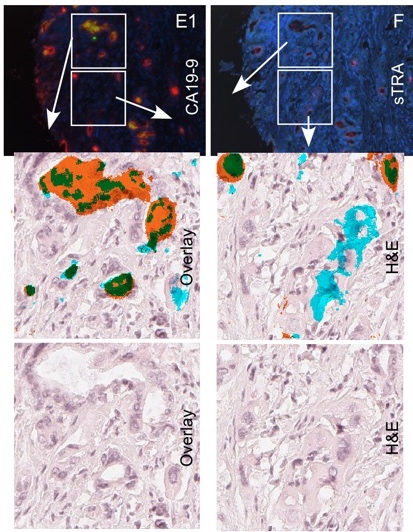 E1
CA19-9
F
sTRA
Overlay
H&E
Overlay
H&E